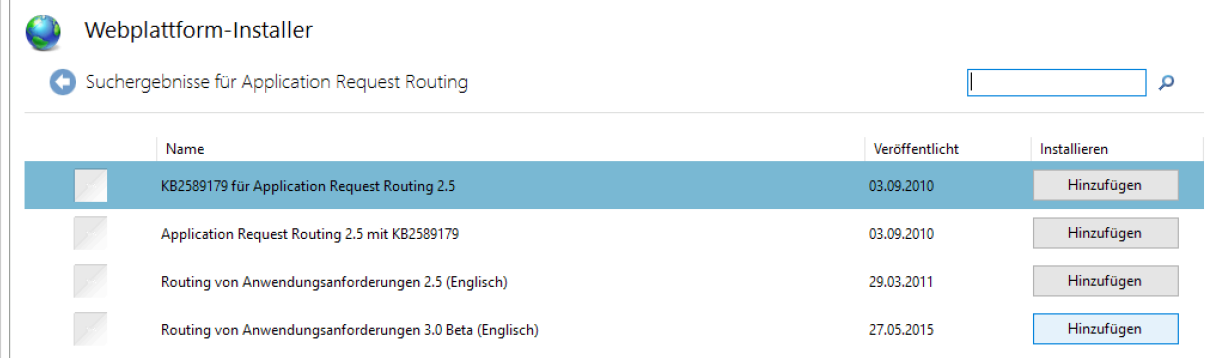 Webplattform-Installer
Suchergebnisse für Application Request Routing
Name Veröffentlicht Installieren
KB2589179 für Application Request Routing 2.5 03.09.2010 Hinzufügen
Application Request Routing 2.5 mit KB2589179 03.09.2010 Hinzufügen
Routing von Anwendungsanforderungen 2.5 (Englisch) 29.03.2011 Hinzufügen
Routing von Anwendungsanforderungen 3.0 Beta (Englisch) 27.05.2015 Hinzufügen